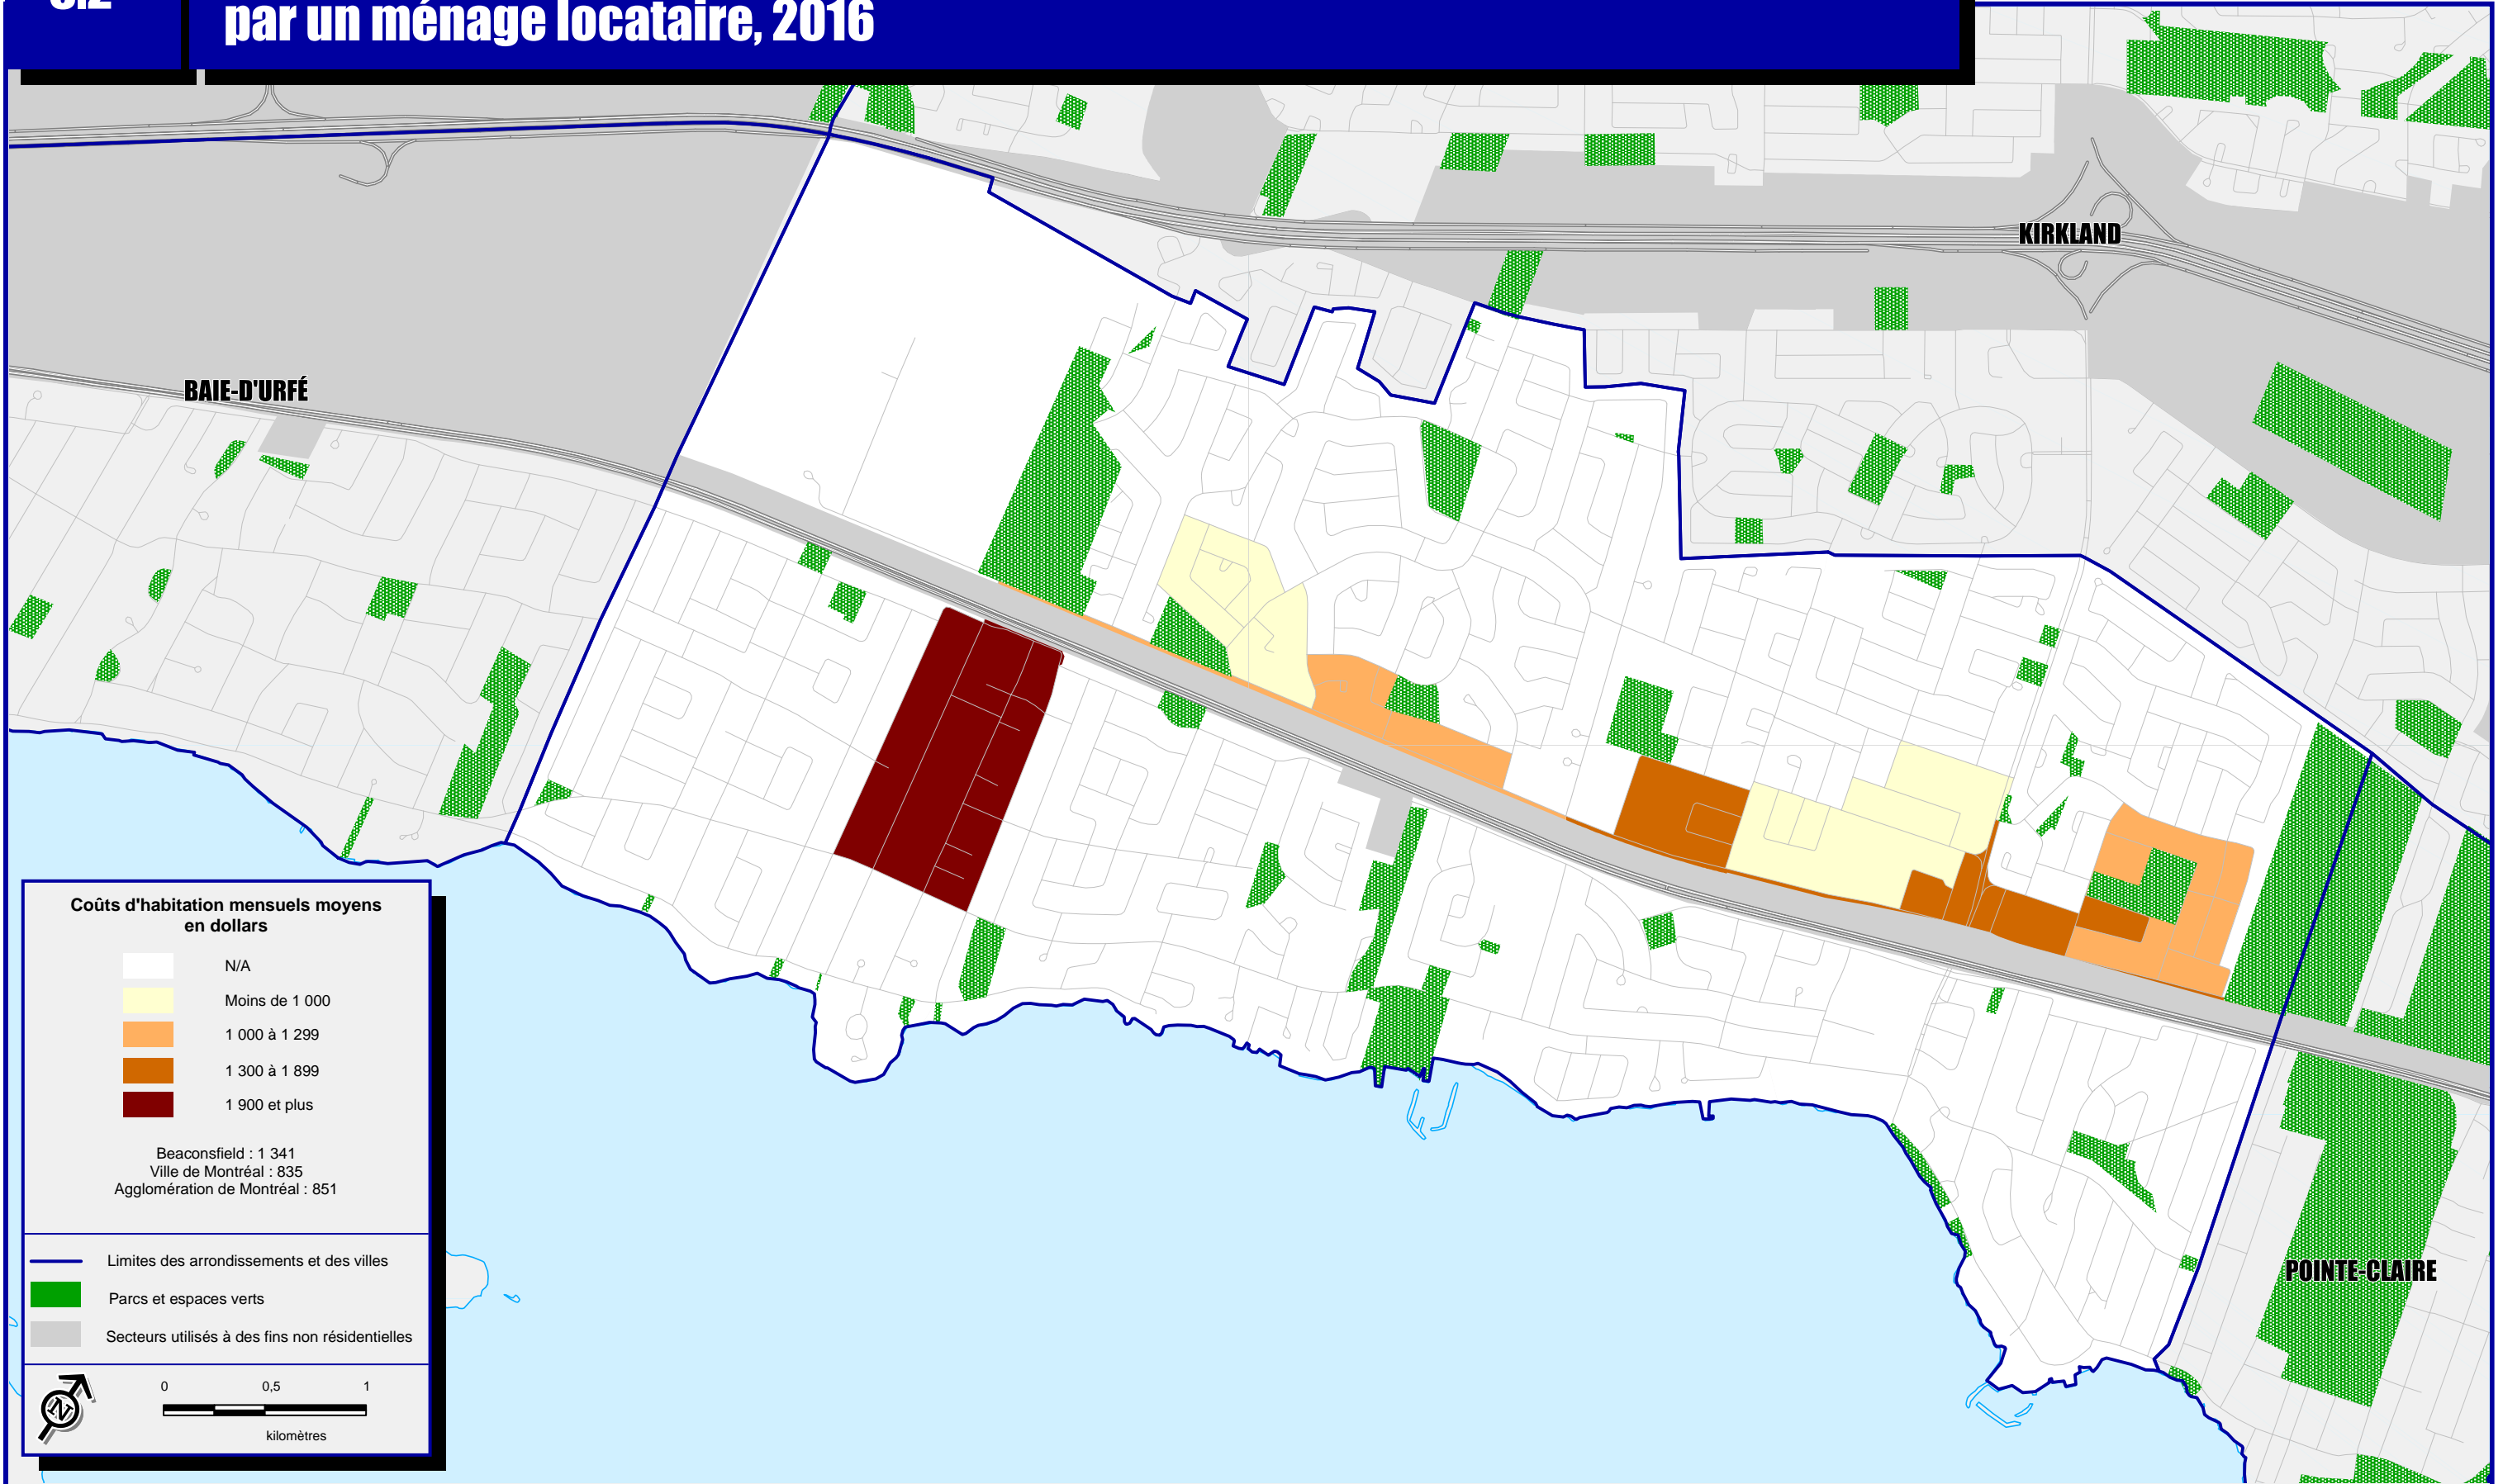 par un ménage locataire, 2016
KIRKLAND
BAIE-D'URFÉ
POINTE-CLAIRE
Coûts d'habitation mensuels moyens
en dollars
N/A
Moins de 1 000
1 000 à 1 299
1 300 à 1 899
1 900 et plus
Beaconsfield : 1 341
Ville de Montréal : 835
Agglomération de Montréal : 851
Limites des arrondissements et des villes
Parcs et espaces verts
Secteurs utilisés à des fins non résidentielles
N
0 0,5 1
kilomètres